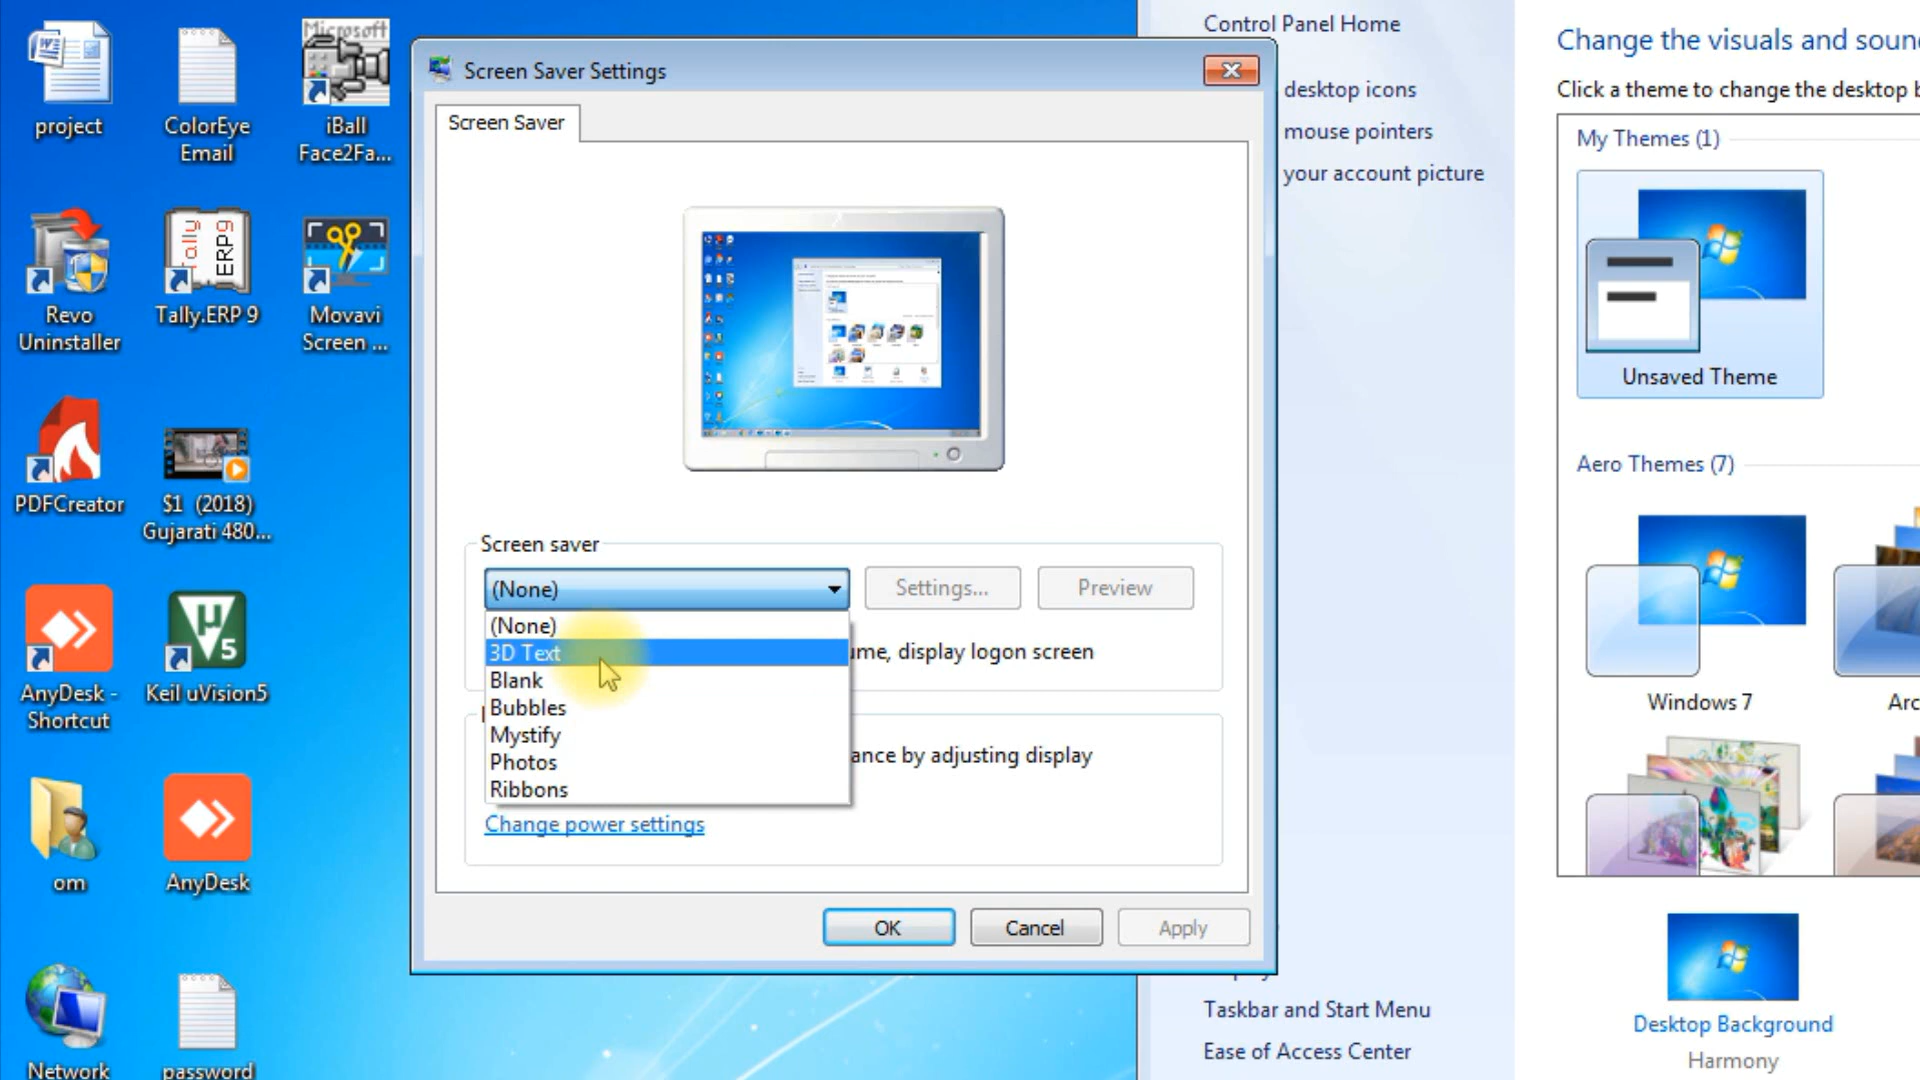 project
ColorEye
Email
Microsoft
iBall
Face2Fa...
Revo
Uninstaller
Tally
ERP9
Tally.ERP 9
Movavi
Screen ...
PDFCreator
$1 (2018)
Gujarati 480...
AnyDesk -
Shortcut
µ
5
Keil uVision5
om
AnyDesk
Network
password
Screen Saver Settings
Screen Saver
Screen saver
(None)
Settings...
Preview
(None)
3D Text
Blank
Bubbles
Mystify
Photos
Ribbons
display logon screen
by adjusting display
Change power settings
OK
Cancel
Apply
Control Panel Home
desktop icons
mouse pointers
your account picture
Taskbar and Start Menu
Ease of Access Center
Change the visuals and soun
Click a theme to change the desktop b
My Themes (1)
Unsaved Theme
Aero Themes (7)
Windows 7
Arc
Desktop Background
Harmony